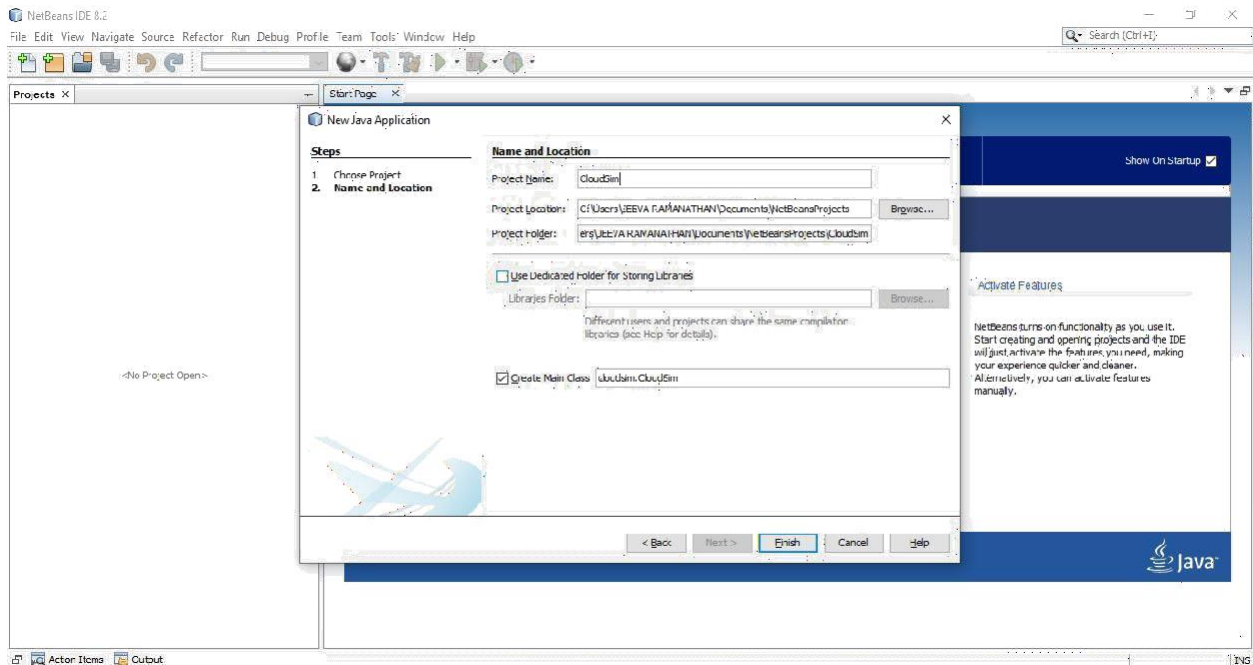 NetBeans IDE 8.2
File Edit View Navigate Source Refactor Run Debug Profile Team Tools Window Help
Search (Ctrl+I)
Projects
Start Page
New Java Application
Show On Startup
Steps
1. Choose Project
2. Name and Location
Name and Location
Project Name: CloudSim
Project Location: C:\Users\JEEVA RAMANATHAN\Documents\NetBeansProjects Browse...
Project Folder: ers\JEEVA RAMANATHAN\Documents\NetBeansProjects\CloudSim
Use Dedicated Folder for Storing Libraries
Libraries Folder: Browse...
Different users and projects can share the same compilation
libraries (see Help for details).
Create Main Class cloudsim.CloudSim
< Back Next > Finish Cancel Help
<No Project Open>
Activate Features
NetBeans turns on functionality as you use it.
Start creating and opening projects and the IDE
will just activate the features you need, making
your experience quicker and cleaner.
Alternatively, you can activate features
manually.
Java
Action Items Output
ING